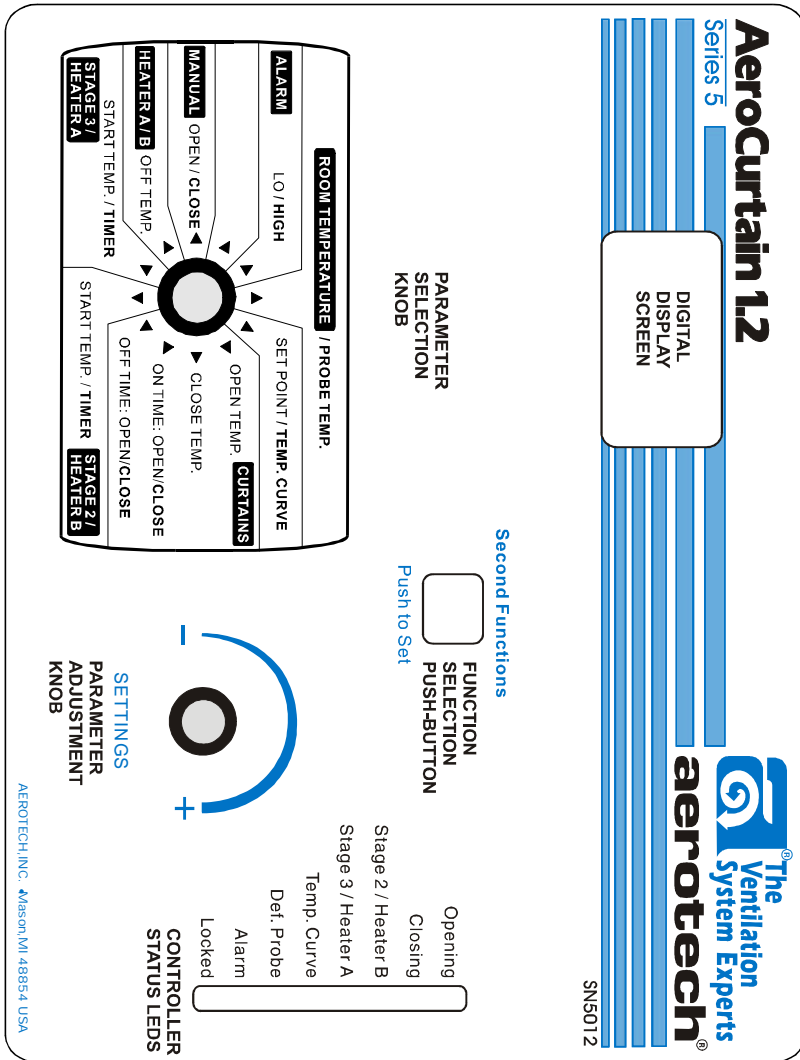 AeroCurtain 1.2
Series 5
®The
Ventilation
System Experts
aerotech®
SN5012
DIGITAL
DISPLAY
SCREEN
PARAMETER
SELECTION
KNOB
ROOM TEMPERATURE / PROBE TEMP.
ALARM
LO / HIGH
SET POINT / TEMP. CURVE
MANUAL OPEN / CLOSE
OPEN TEMP.
CURTAINS
CLOSE TEMP.
HEATER A / B OFF TEMP.
ON TIME: OPEN/CLOSE
OFF TIME: OPEN/CLOSE
STAGE 3 /
HEATER A
START TEMP. / TIMER
START TEMP. / TIMER
STAGE 2 /
HEATER B
Second Functions
Push to Set
FUNCTION
SELECTION
PUSH-BUTTON
- +
SETTINGS
PARAMETER
ADJUSTMENT
KNOB
Opening
Closing
Stage 2 / Heater B
Stage 3 / Heater A
Temp. Curve
Def. Probe
Alarm
Locked
CONTROLLER
STATUS LEDS
AEROTECH,INC. •Mason,MI 48854 USA